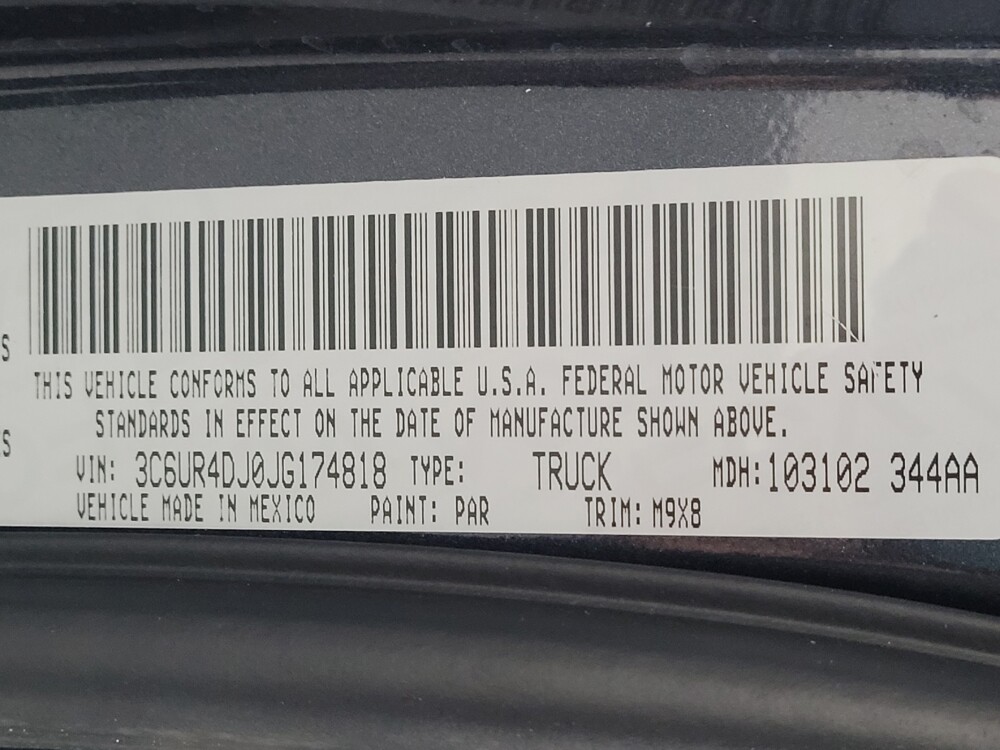 S
THIS VEHICLE CONFORMS TO ALL APPLICABLE U.S.A. FEDERAL MOTOR VEHICLE SAFETY
STANDARDS IN EFFECT ON THE DATE OF MANUFACTURE SHOWN ABOVE.
ES
VIN: 3C6UR4DJ0JG174818 TYPE: TRUCK MDH:103102 344AA
VEHICLE MADE IN MEXICO PAINT: PAR TRIM: M9X8